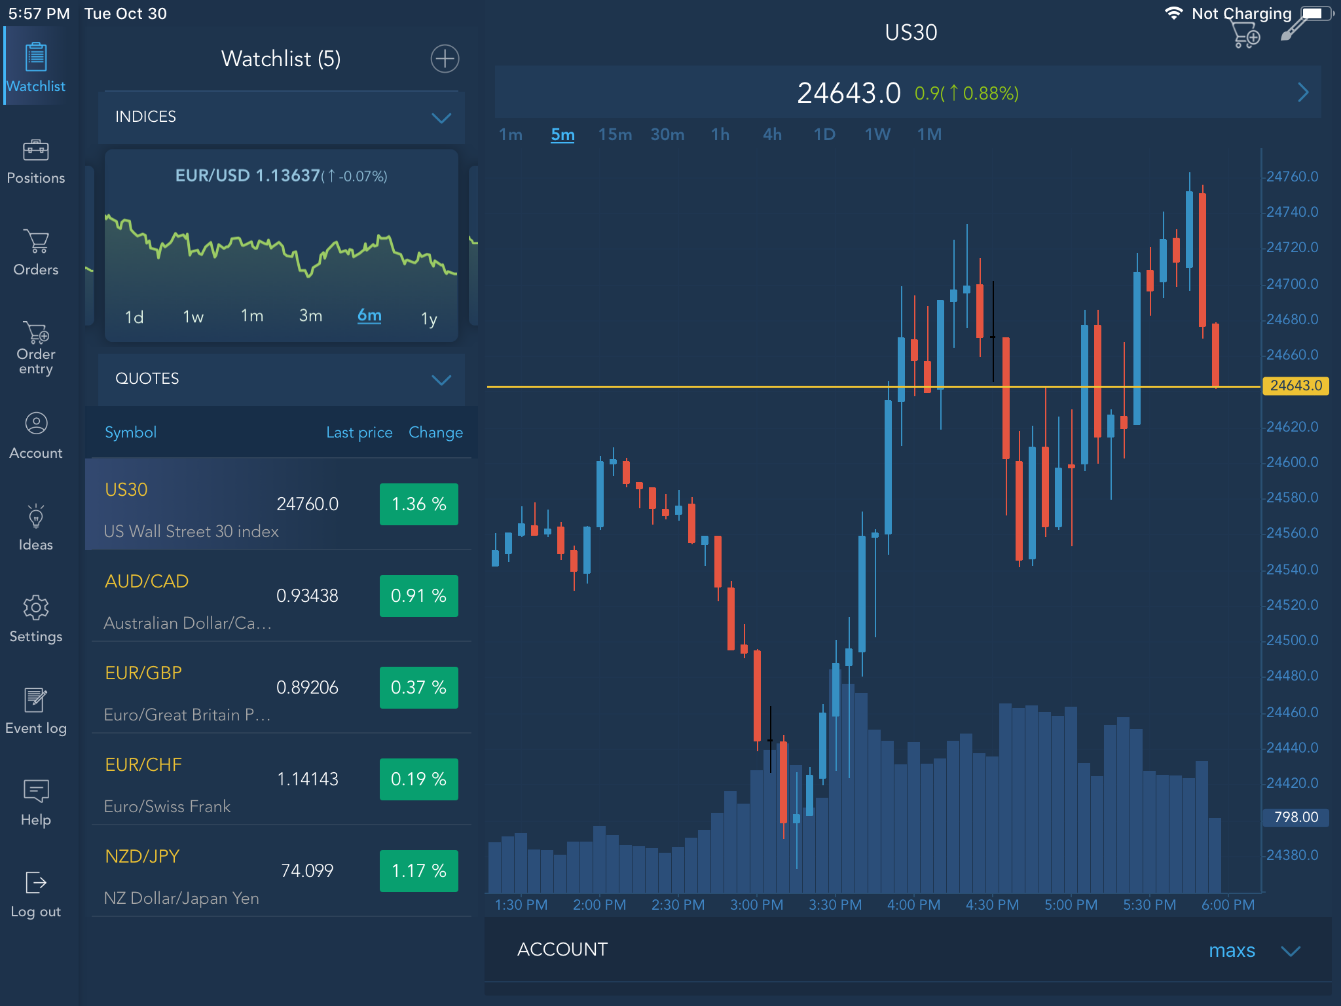 5:57 PM Tue Oct 30
Not Charging
Watchlist
Positions
Orders
Order
entry
Account
Ideas
Settings
Event log
Help
Log out
Watchlist (5)
INDICES
EUR/USD 1.13637(↑-0.07%)
1d 1w 1m 3m 6m 1y
QUOTES
Symbol Last price Change
US30
24760.0 1.36 %
US Wall Street 30 index
AUD/CAD
0.93438 0.91 %
Australian Dollar/Ca...
EUR/GBP
0.89206 0.37 %
Euro/Great Britain P...
EUR/CHF
1.14143 0.19 %
Euro/Swiss Frank
NZD/JPY
74.099 1.17 %
NZ Dollar/Japan Yen
US30
24643.0 0.9(↑0.88%)
1m 5m 15m 30m 1h 4h 1D 1W 1M
24760.0
24740.0
24720.0
24700.0
24680.0
24660.0
24643.0
24620.0
24600.0
24580.0
24560.0
24540.0
24520.0
24500.0
24480.0
24460.0
24440.0
24420.0
798.00
24380.0
1:30 PM 2:00 PM 2:30 PM 3:00 PM 3:30 PM 4:00 PM 4:30 PM 5:00 PM 5:30 PM 6:00 PM
ACCOUNT maxs